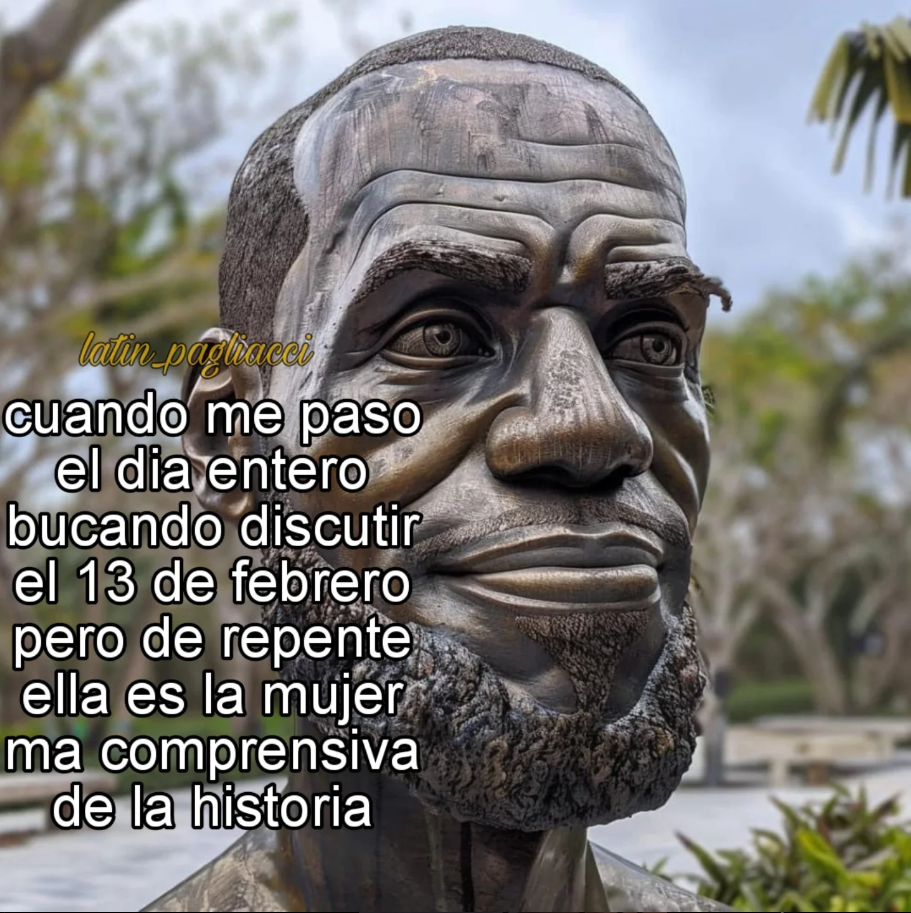 latin_pagliacci
cuando me paso
el dia entero
bucando discutir
el 13 de febrero
pero de repente
ella es la mujer
ma comprensiva
de la historia